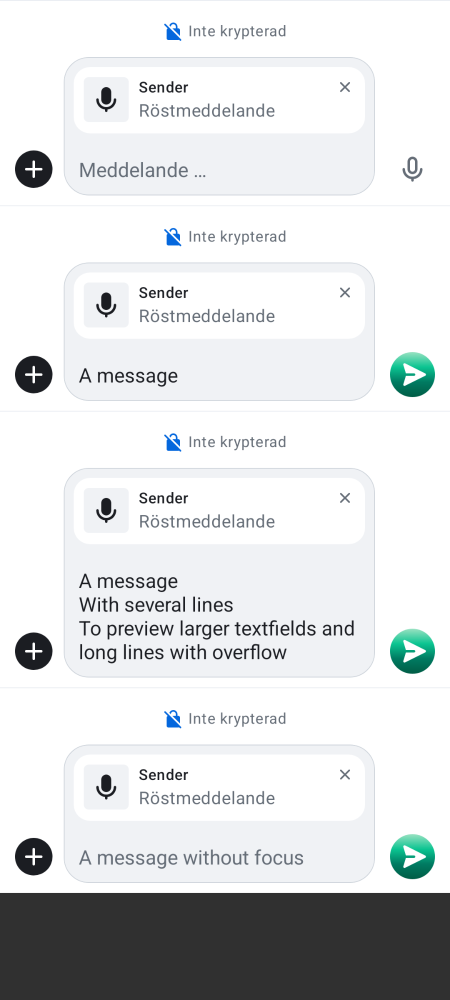 Inte krypterad
Sender
Röstmeddelande
Meddelande …
Inte krypterad
Sender
Röstmeddelande
A message
Inte krypterad
Sender
Röstmeddelande
A message
With several lines
To preview larger textfields and
long lines with overflow
Inte krypterad
Sender
Röstmeddelande
A message without focus